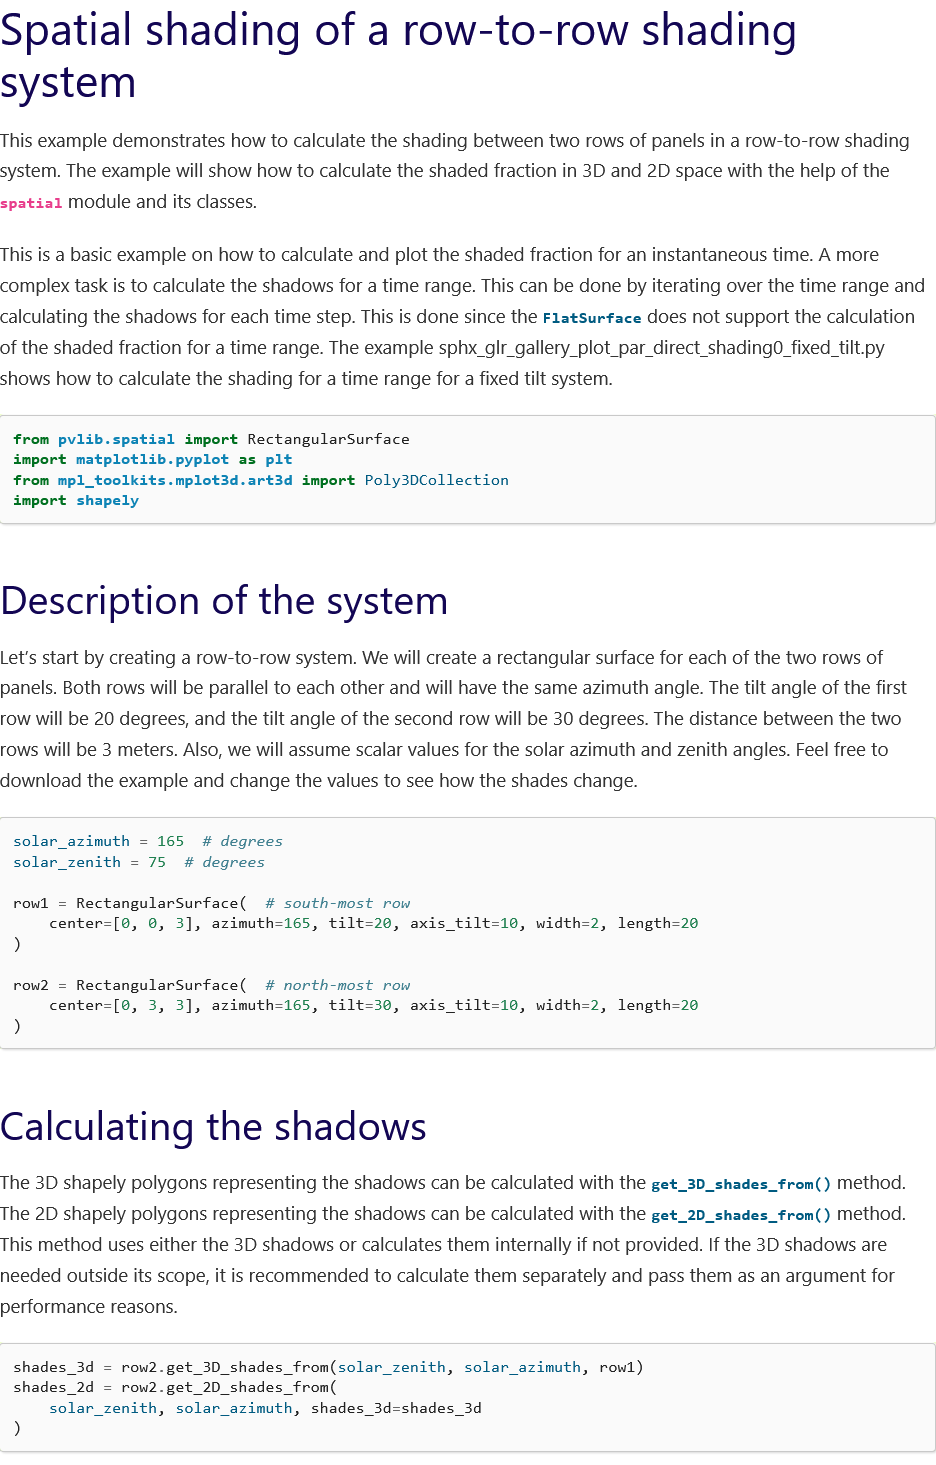 Spatial shading of a row-to-row shading
system
This example demonstrates how to calculate the shading between two rows of panels in a row-to-row shading
system. The example will show how to calculate the shaded fraction in 3D and 2D space with the help of the
spatial module and its classes.
This is a basic example on how to calculate and plot the shaded fraction for an instantaneous time. A more
complex task is to calculate the shadows for a time range. This can be done by iterating over the time range and
calculating the shadows for each time step. This is done since the FlatSurface does not support the calculation
of the shaded fraction for a time range. The example sphx_glr_gallery_plot_par_direct_shading0_fixed_tilt.py
shows how to calculate the shading for a time range for a fixed tilt system.
from pvlib.spatial import RectangularSurface
import matplotlib.pyplot as plt
from mpl_toolkits.mplot3d.art3d import Poly3DCollection
import shapely
Description of the system
Let’s start by creating a row-to-row system. We will create a rectangular surface for each of the two rows of
panels. Both rows will be parallel to each other and will have the same azimuth angle. The tilt angle of the first
row will be 20 degrees, and the tilt angle of the second row will be 30 degrees. The distance between the two
rows will be 3 meters. Also, we will assume scalar values for the solar azimuth and zenith angles. Feel free to
download the example and change the values to see how the shades change.
solar_azimuth = 165  # degrees
solar_zenith = 75  # degrees
row1 = RectangularSurface(  # south-most row
    center=[0, 0, 3], azimuth=165, tilt=20, axis_tilt=10, width=2, length=20
)
row2 = RectangularSurface(  # north-most row
    center=[0, 3, 3], azimuth=165, tilt=30, axis_tilt=10, width=2, length=20
)
Calculating the shadows
The 3D shapely polygons representing the shadows can be calculated with the get_3D_shades_from() method.
The 2D shapely polygons representing the shadows can be calculated with the get_2D_shades_from() method.
This method uses either the 3D shadows or calculates them internally if not provided. If the 3D shadows are
needed outside its scope, it is recommended to calculate them separately and pass them as an argument for
performance reasons.
shades_3d = row2.get_3D_shades_from(solar_zenith, solar_azimuth, row1)
shades_2d = row2.get_2D_shades_from(
    solar_zenith, solar_azimuth, shades_3d=shades_3d
)